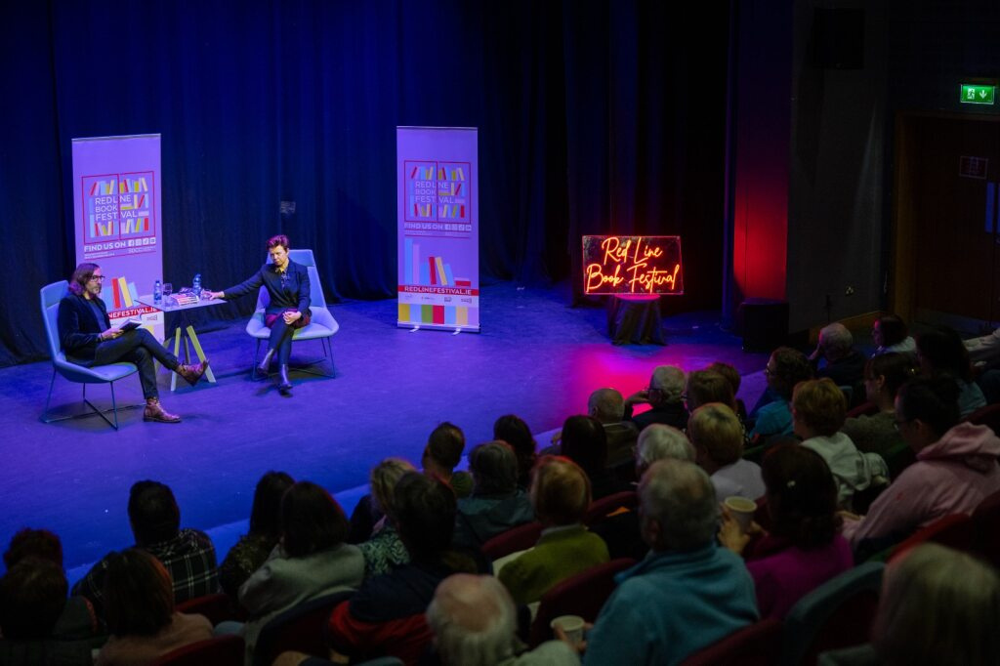 RED LINE
BOOK
FESTIVAL
FIND US ON
RED LINE
BOOK
FESTIVAL
FIND US ON
REDLINEFESTIVAL.IE
Red Line
Book Festival